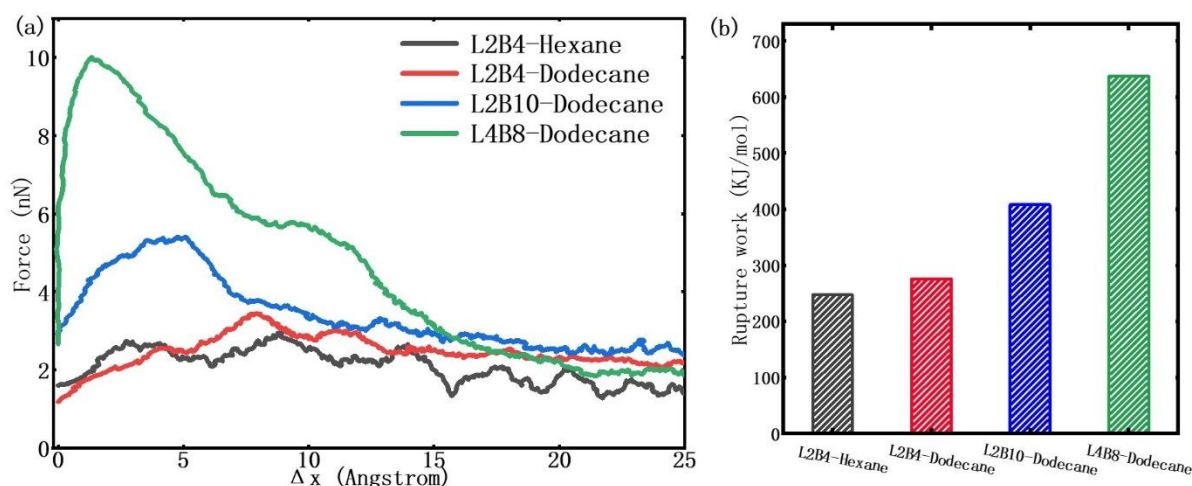 (a)
L2B4-Hexane
L2B4-Dodecane
L2B10-Dodecane
L4B8-Dodecane
Force (nN)
10
8
6
4
2
0
0 5 10 15 20 25
Δx (Angstrom)
(b)
Rupture work (KJ/mol)
700
600
500
400
300
200
100
0
L2B4-Hexane
L2B4-Dodecane
L2B10-Dodecane
L4B8-Dodecane